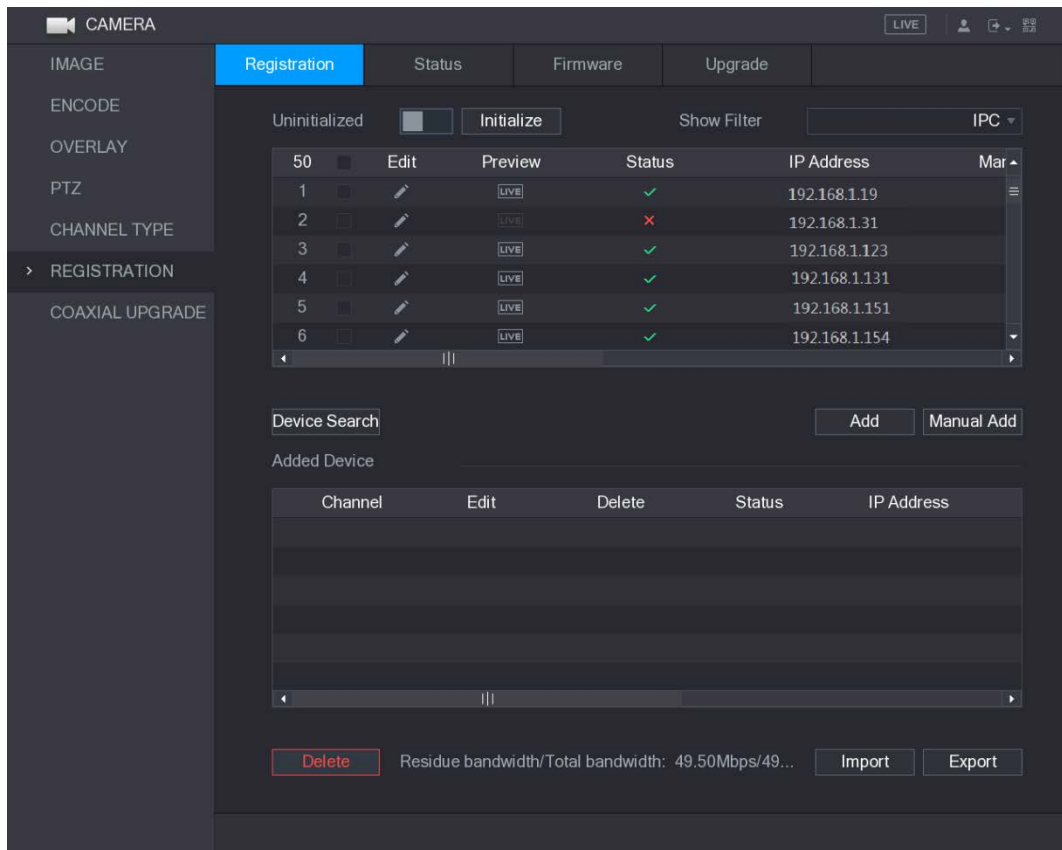 CAMERA LIVE
IMAGE
ENCODE
OVERLAY
PTZ
CHANNEL TYPE
REGISTRATION
COAXIAL UPGRADE
Registration Status Firmware Upgrade
Uninitialized Initialize Show Filter IPC
50 Edit Preview Status IP Address Mar
1 LIVE 192.168.1.19
2 LIVE 192.168.1.31
3 LIVE 192.168.1.123
4 LIVE 192.168.1.131
5 LIVE 192.168.1.151
6 LIVE 192.168.1.154
Device Search Add Manual Add
Added Device
Channel Edit Delete Status IP Address
Delete Residue bandwidth/Total bandwidth: 49.50Mbps/49... Import Export